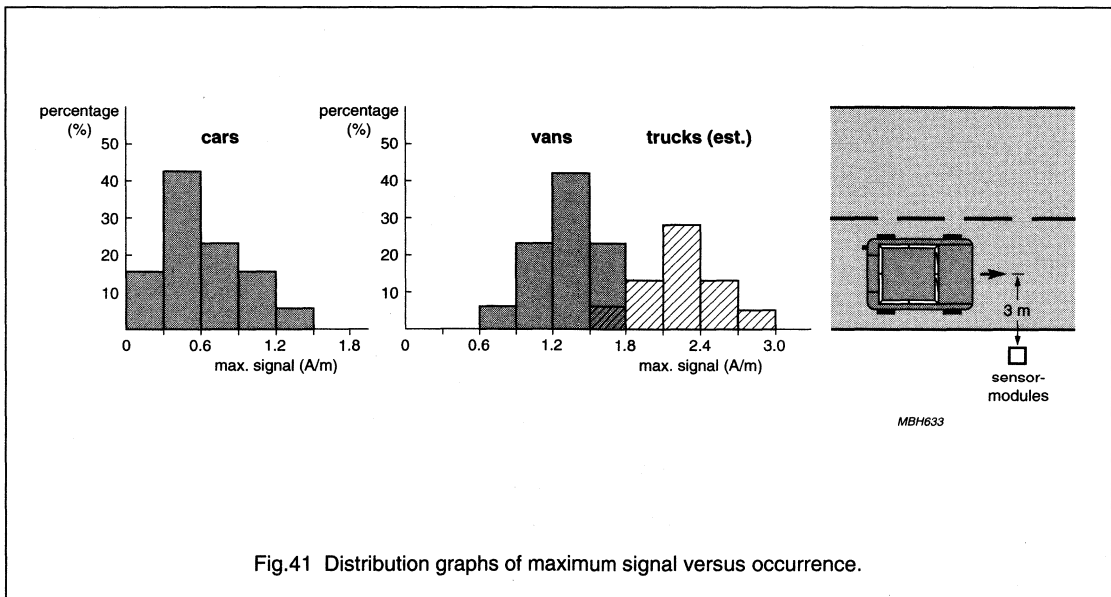 percentage
(%)
cars
50
40
30
20
10
0 0.6 1.2 1.8
max. signal (A/m)
percentage
(%)
vans trucks (est.)
50
40
30
20
10
0 0.6 1.2 1.8 2.4 3.0
max. signal (A/m) max. signal (A/m)
3 m
sensor-
modules
MBH633
Fig.41 Distribution graphs of maximum signal versus occurrence.